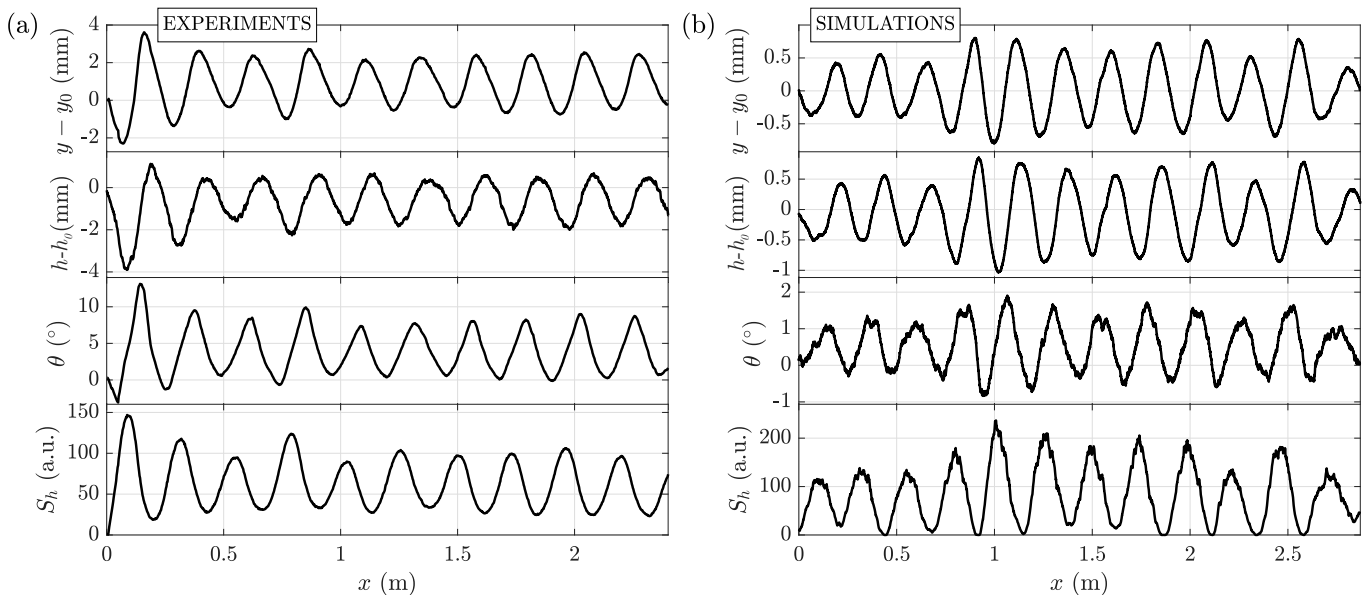 (a)
EXPERIMENTS
y − y₀ (mm)
4
2
0
-2
h-h₀(mm)
0
-2
-4
θ (°)
10
5
0
S_h (a.u.)
150
100
50
0
0 0.5 1 1.5 2
x (m)
(b)
SIMULATIONS
y − y₀ (mm)
0.5
0
-0.5
h-h₀(mm)
0.5
0
-0.5
-1
θ (°)
2
1
0
-1
S_h (a.u.)
200
100
0
0 0.5 1 1.5 2 2.5
x (m)